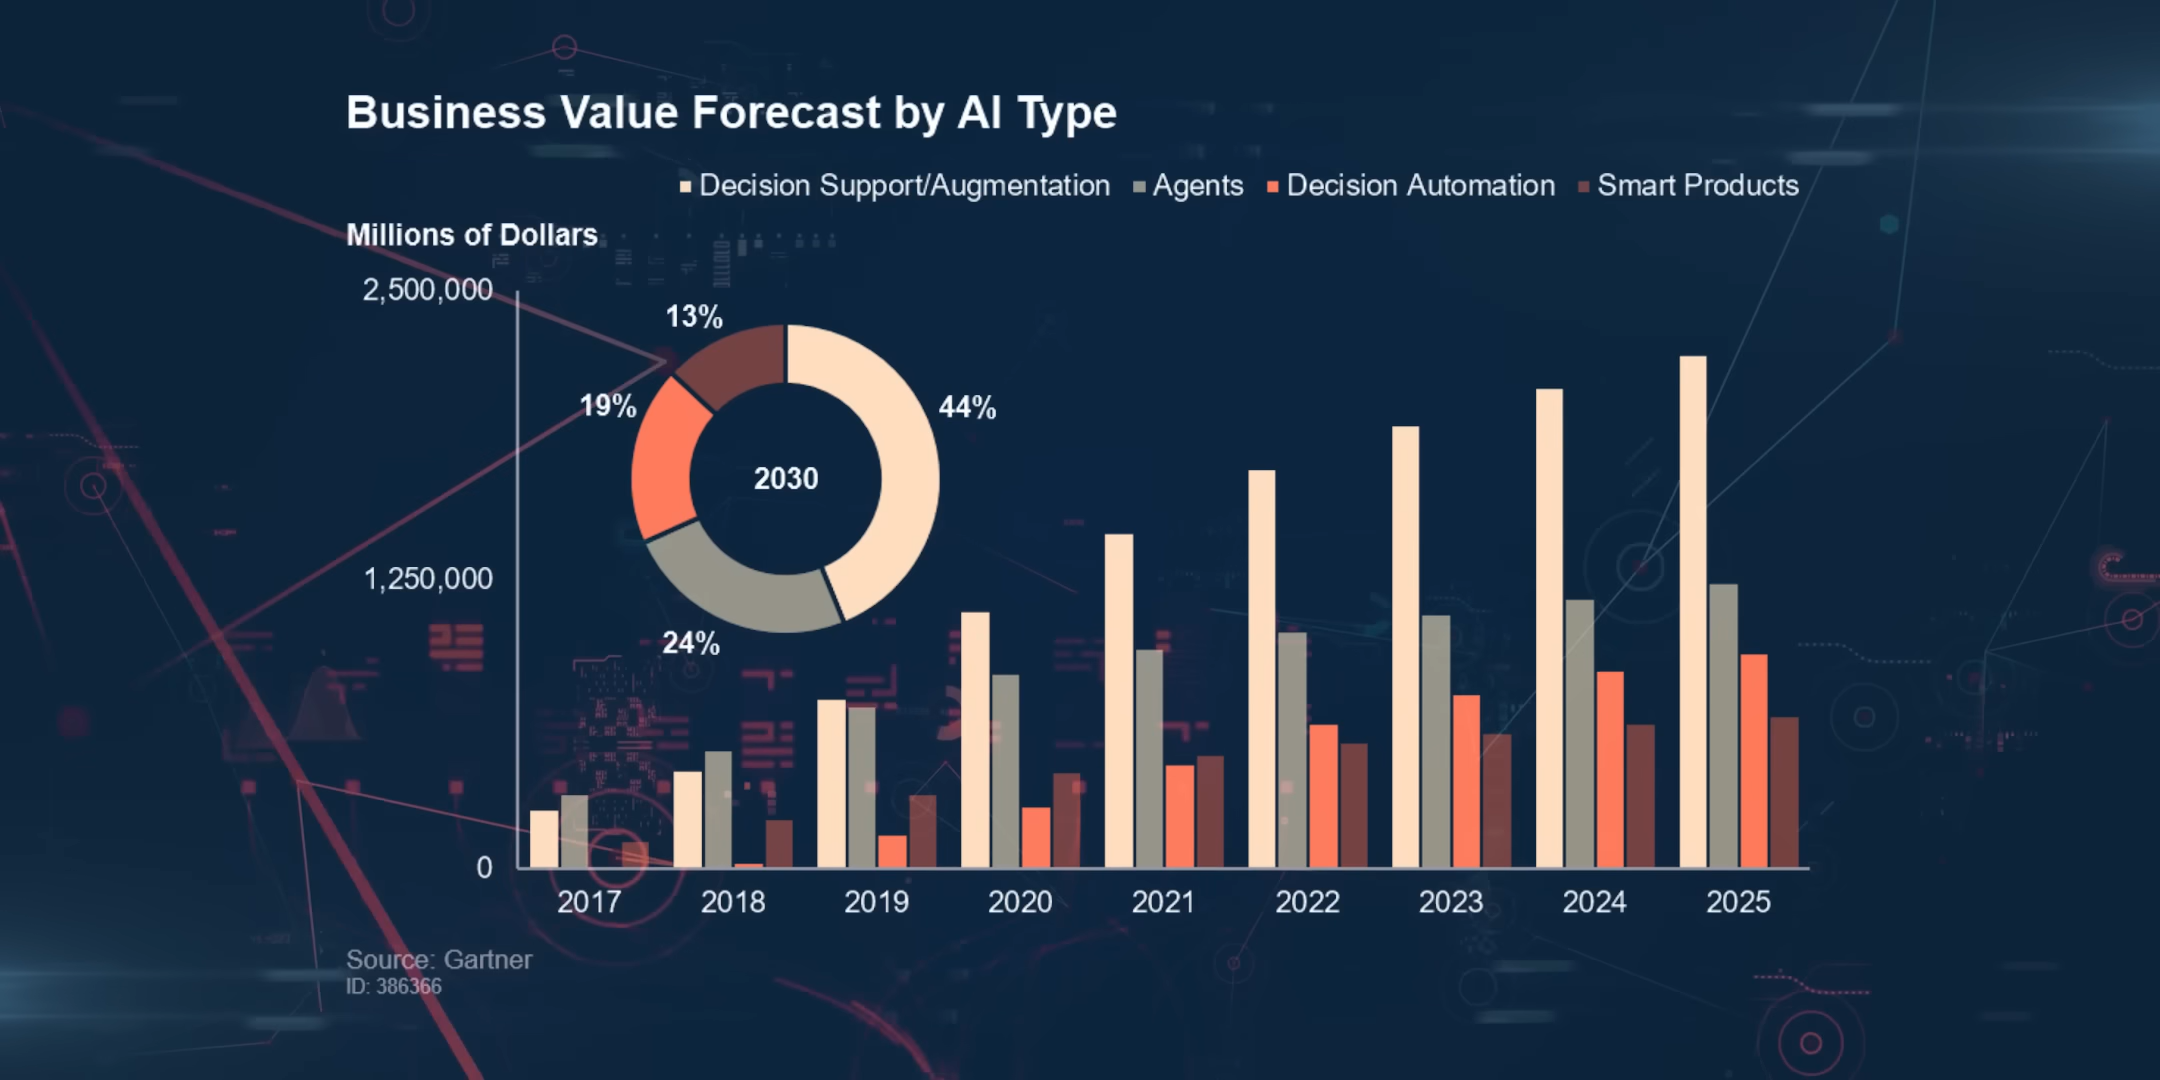 Business Value Forecast by AI Type
Decision Support/Augmentation Agents Decision Automation Smart Products
Millions of Dollars
2,500,000
13%
19%
44%
2030
1,250,000
24%
0
2017 2018 2019 2020 2021 2022 2023 2024 2025
Source: Gartner
ID: 386366